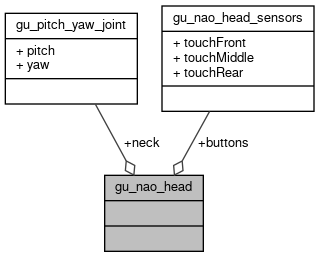 gu_pitch_yaw_joint
+ pitch
+ yaw
gu_nao_head_sensors
+ touchFront
+ touchMiddle
+ touchRear
+neck
+buttons
gu_nao_head